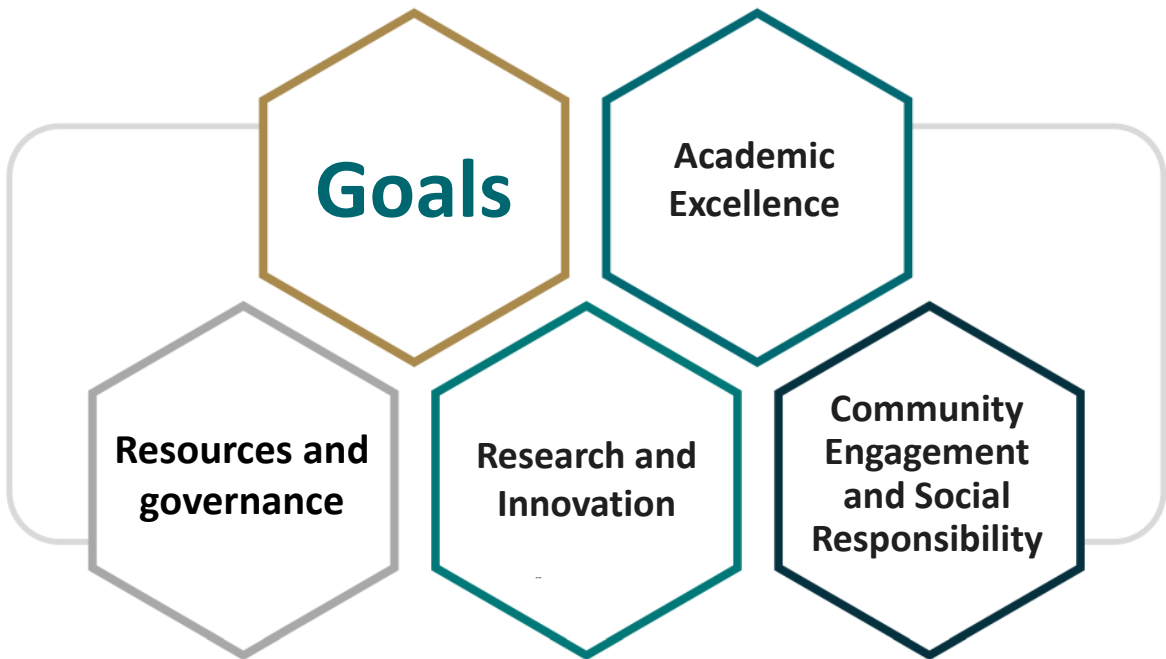 Goals
Academic
Excellence
Resources and
governance
Research and
Innovation
Community
Engagement
and Social
Responsibility